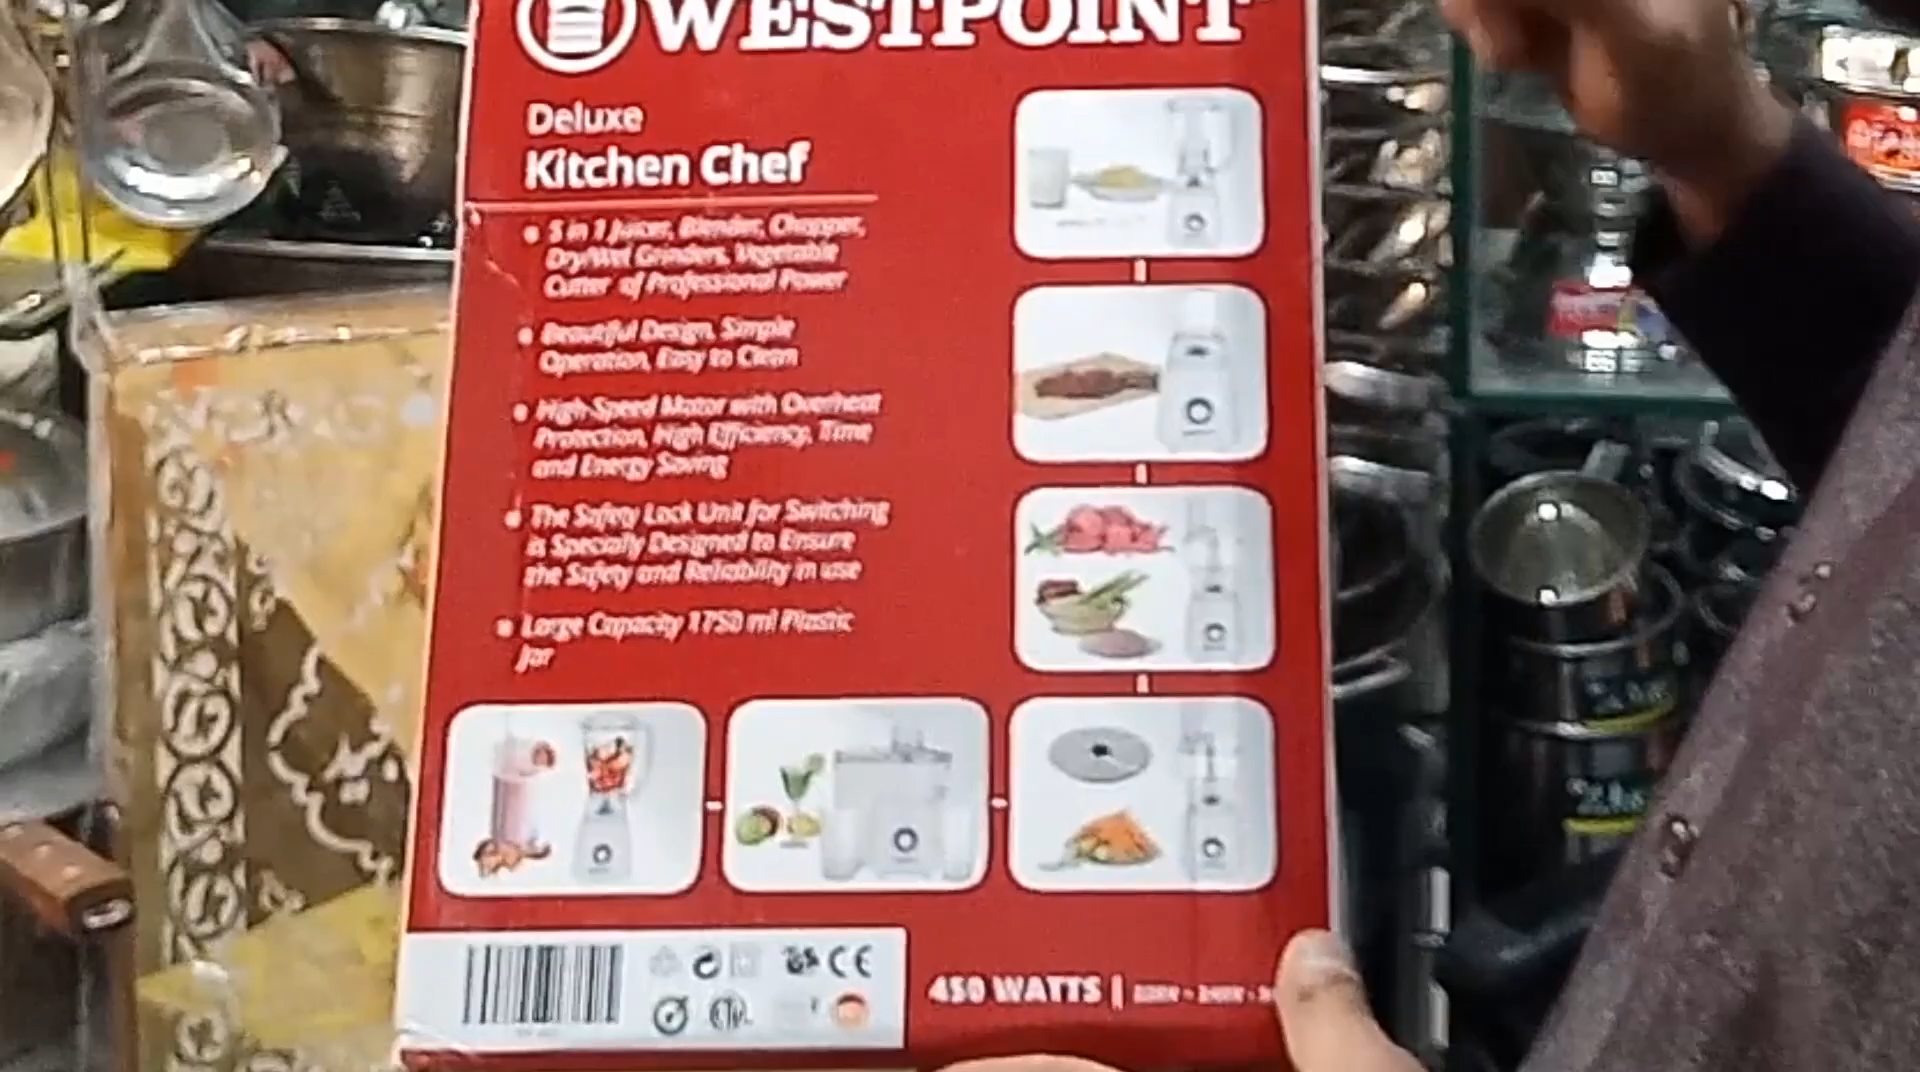 WESTPOINT
Deluxe
Kitchen Chef
5 in 1 Juicer, Blender, Chopper,
Dry/Wet Grinders, Vegetable
Cutter of Professional Power
Beautiful Design, Simple
Operation, Easy to Clean
High-Speed Motor with Overheat
Protection, High Efficiency, Time
and Energy Saving
The Safety Lock Unit for Switching
is Specially Designed to Ensure
the Safety and Reliability in use
Large Capacity 1750 ml Plastic
Jar
CE
450 WATTS |